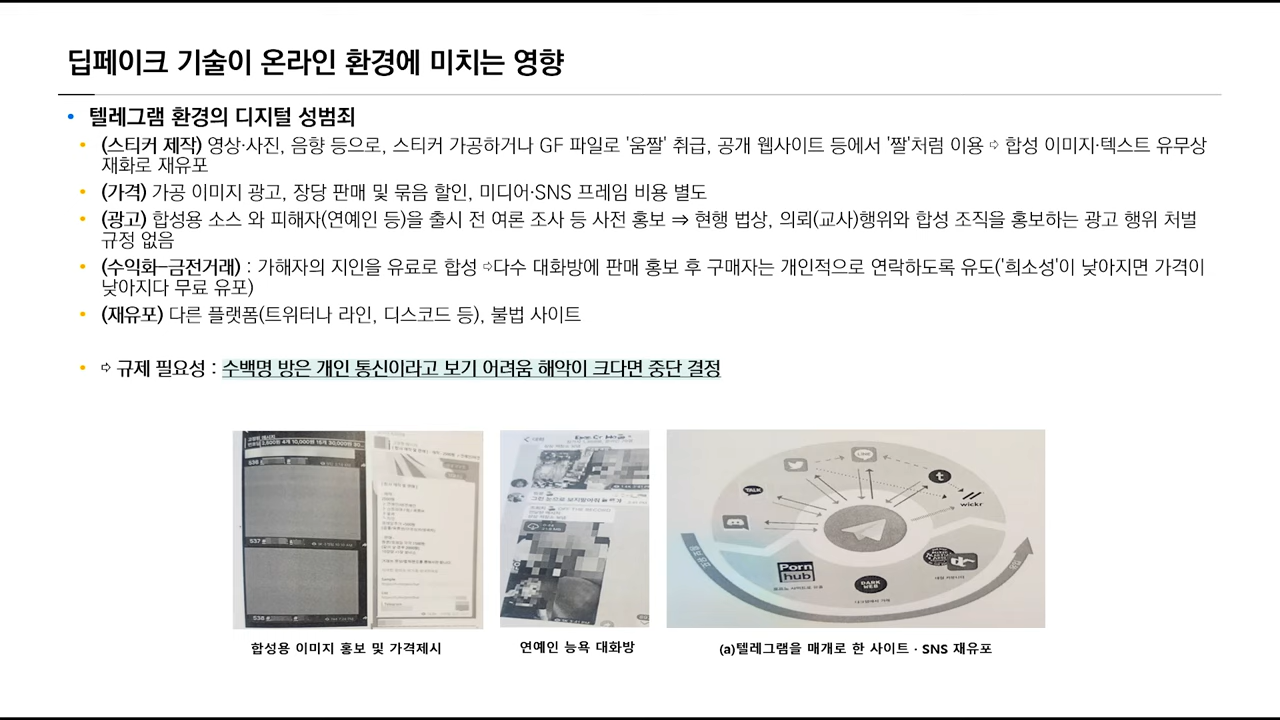 딥페이크 기술이 온라인 환경에 미치는 영향
• 텔레그램 환경의 디지털 성범죄
• (스티커 제작) 영상·사진, 음향 등으로, 스티커 가공하거나 GF 파일로 '움짤' 취급, 공개 웹사이트 등에서 '짤'처럼 이용 ⇨ 합성 이미지·텍스트 유무상
재화로 재유포
• (가격) 가공 이미지 광고, 장당 판매 및 묶음 할인, 미디어·SNS 프레임 비용 별도
• (광고) 합성용 소스 와 피해자(연예인 등)을 출시 전 여론 조사 등 사전 홍보 ⇒ 현행 법상, 의뢰(교사)행위와 합성 조직을 홍보하는 광고 행위 처벌
규정 없음
• (수익화–금전거래) : 가해자의 지인을 유료로 합성 ⇨다수 대화방에 판매 홍보 후 구매자는 개인적으로 연락하도록 유도('희소성'이 낮아지면 가격이
낮아지다 무료 유포)
• (재유포) 다른 플랫폼(트위터나 라인, 디스코드 등), 불법 사이트
• ⇨ 규제 필요성 : 수백명 방은 개인 통신이라고 보기 어려움 해악이 크다면 중단 결정
536
537
538
LINE
TALK
t
wickr
Porn
hub
DARK
WEB
합성용 이미지 홍보 및 가격제시
연예인 능욕 대화방
(a)텔레그램을 매개로 한 사이트 · SNS 재유포